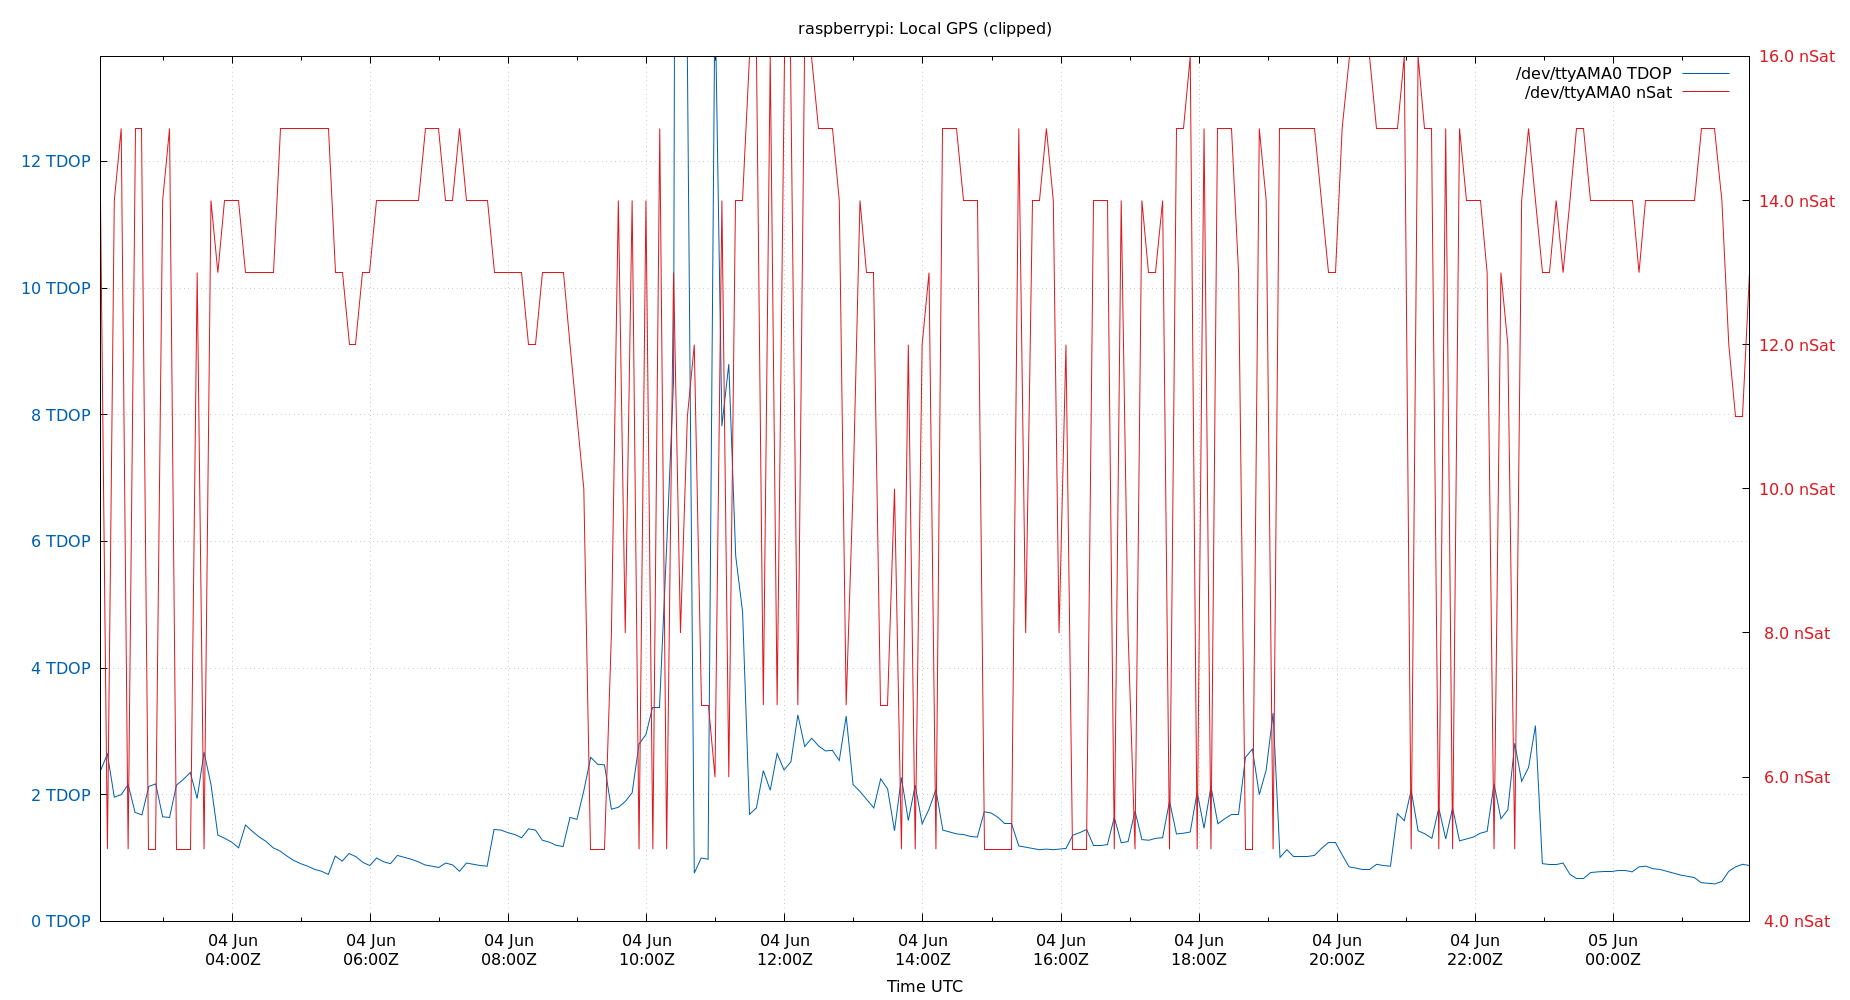 raspberrypi: Local GPS (clipped)
/dev/ttyAMA0 TDOP
/dev/ttyAMA0 nSat
12 TDOP
10 TDOP
8 TDOP
6 TDOP
4 TDOP
2 TDOP
0 TDOP
16.0 nSat
14.0 nSat
12.0 nSat
10.0 nSat
8.0 nSat
6.0 nSat
4.0 nSat
04 Jun
04:00Z
04 Jun
06:00Z
04 Jun
08:00Z
04 Jun
10:00Z
04 Jun
12:00Z
04 Jun
14:00Z
04 Jun
16:00Z
04 Jun
18:00Z
04 Jun
20:00Z
04 Jun
22:00Z
05 Jun
00:00Z
Time UTC